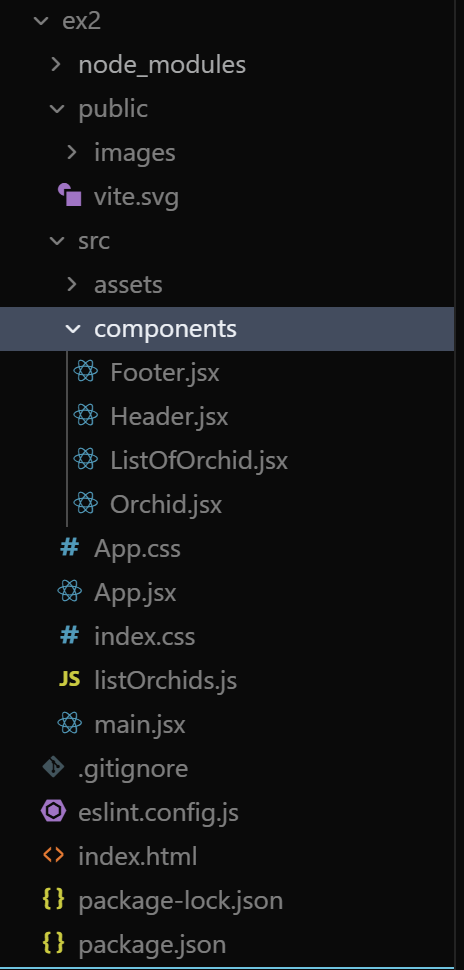 ex2
node_modules
public
images
vite.svg
src
assets
components
Footer.jsx
Header.jsx
ListOfOrchid.jsx
Orchid.jsx
# App.css
App.jsx
# index.css
JS listOrchids.js
main.jsx
.gitignore
eslint.config.js
<> index.html
{} package-lock.json
{} package.json